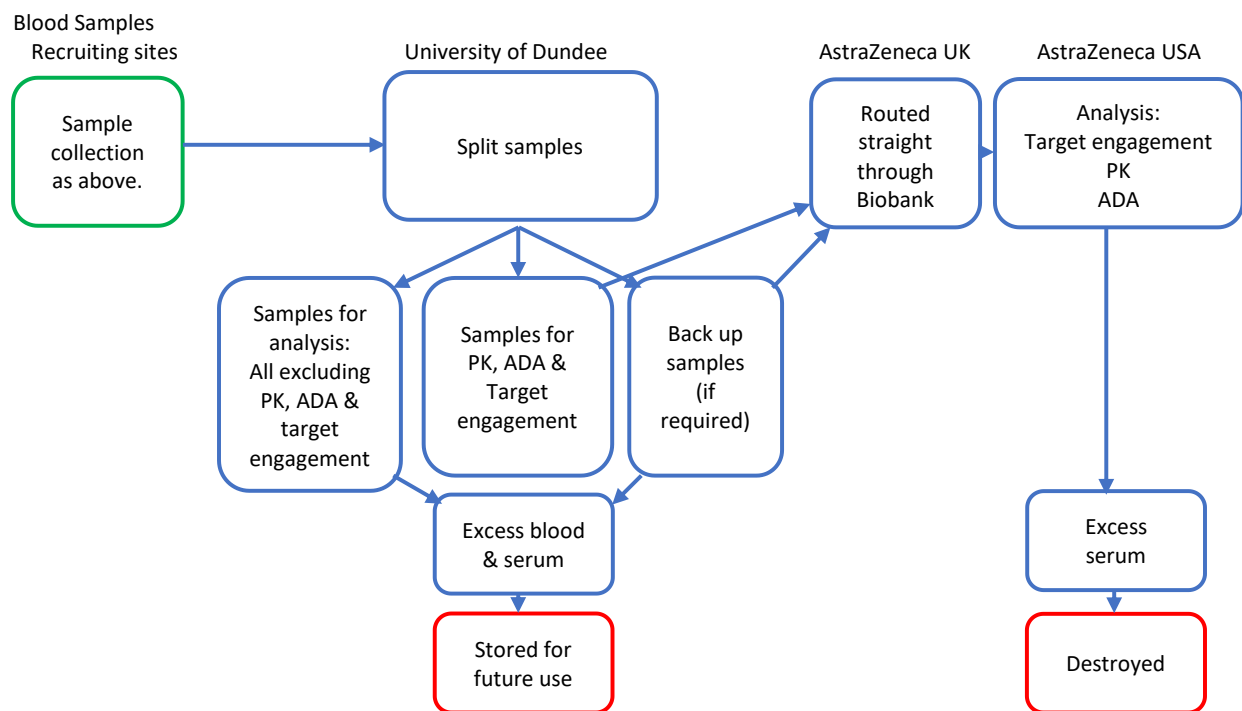 Blood Samples
Recruiting sites
University of Dundee
AstraZeneca UK
AstraZeneca USA
Sample
collection
as above.
Split samples
Routed
straight
through
Biobank
Analysis:
Target engagement
PK
ADA
Samples for
analysis:
All excluding
PK, ADA &
target
engagement
Samples for
PK, ADA &
Target
engagement
Back up
samples
(if
required)
Excess blood
& serum
Excess
serum
Stored for
future use
Destroyed